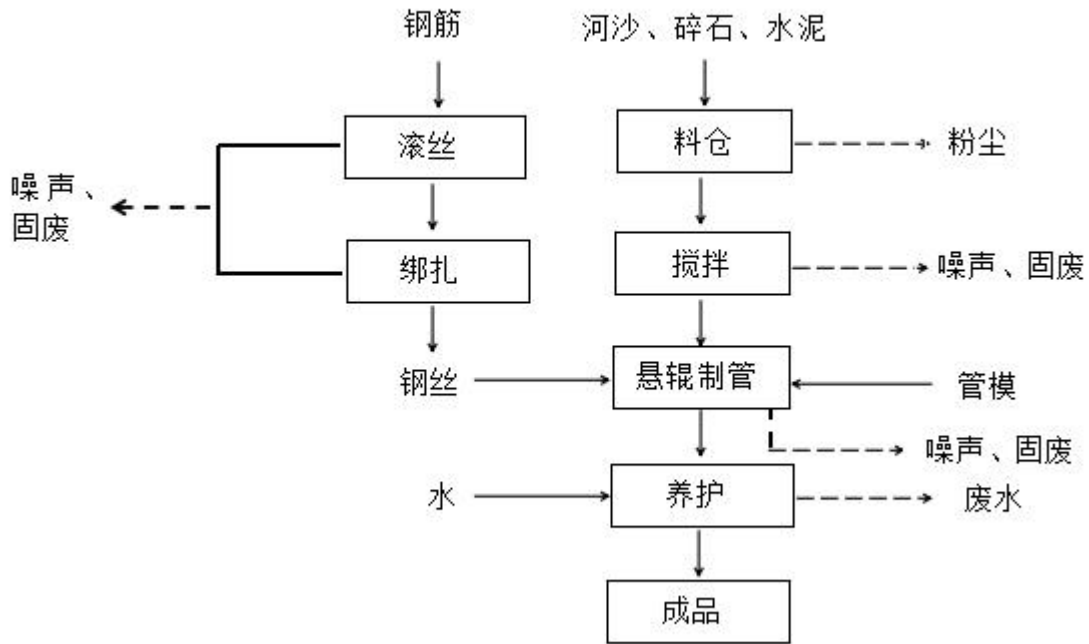 钢筋
河沙、碎石、水泥
滚丝
料仓
粉尘
噪声、
固废
绑扎
搅拌
噪声、固废
钢丝
悬辊制管
管模
噪声、固废
水
养护
废水
成品